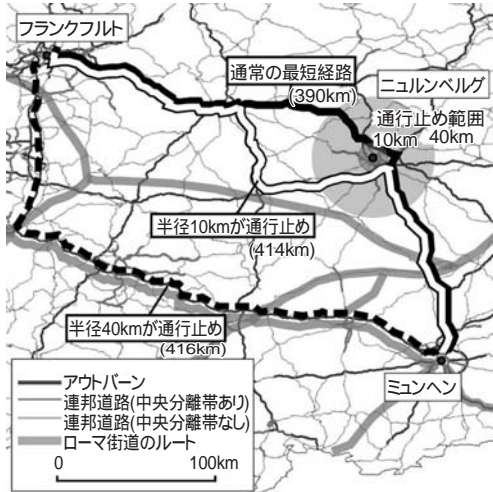 フランクフルト
通常の最短経路
(390km)
ニュルンベルグ
通行止め範囲
10km 40km
半径10kmが通行止め
(414km)
半径40kmが通行止め
(416km)
ミュンヘン
アウトバーン
連邦道路(中央分離帯あり)
連邦道路(中央分離帯なし)
ローマ街道のルート
0 100km